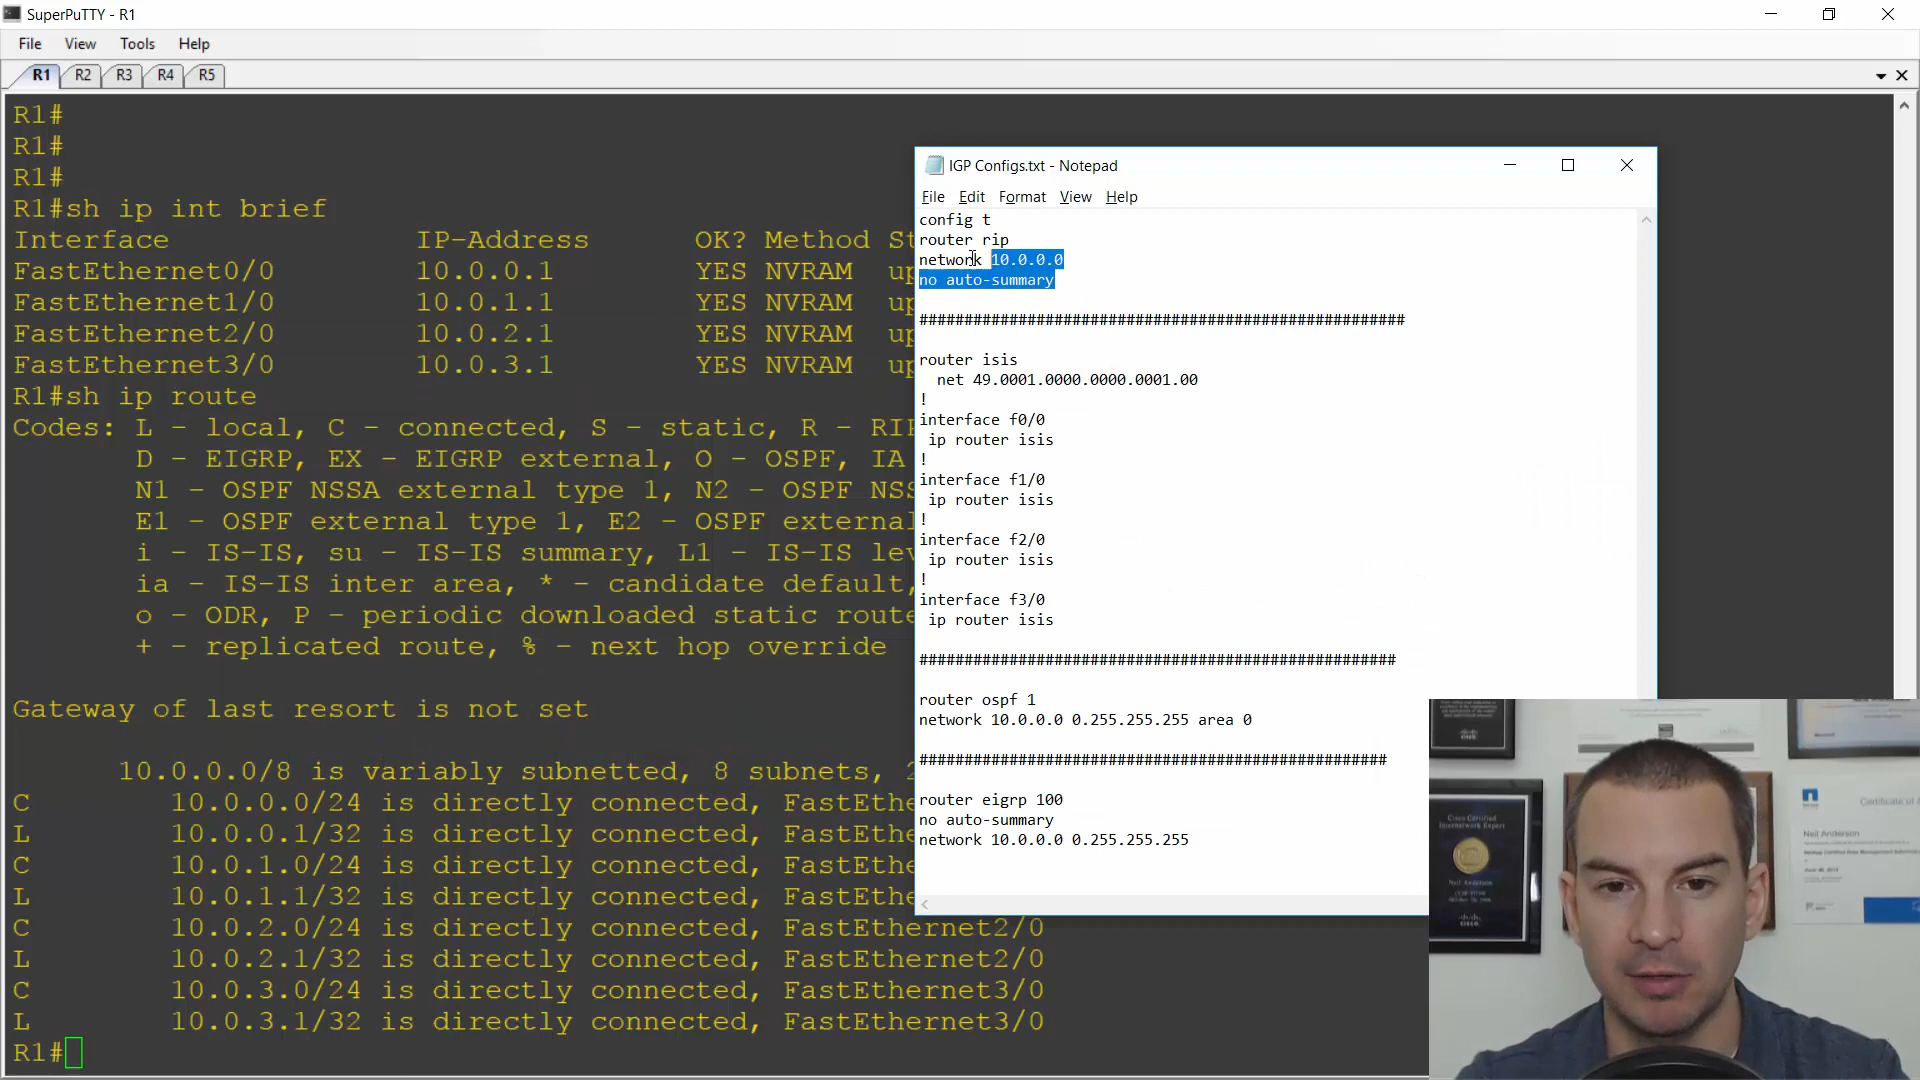 SuperPuTTY - R1
File View Tools Help
R1 R2 R3 R4 R5
R1#
R1#
R1#
R1#sh ip int brief
Interface IP-Address OK? Method St
FastEthernet0/0 10.0.0.1 YES NVRAM up
FastEthernet1/0 10.0.1.1 YES NVRAM up
FastEthernet2/0 10.0.2.1 YES NVRAM up
FastEthernet3/0 10.0.3.1 YES NVRAM up
R1#sh ip route
Codes: L - local, C - connected, S - static, R - RIP
D - EIGRP, EX - EIGRP external, O - OSPF, IA
N1 - OSPF NSSA external type 1, N2 - OSPF NSS
E1 - OSPF external type 1, E2 - OSPF external
i - IS-IS, su - IS-IS summary, L1 - IS-IS lev
ia - IS-IS inter area, * - candidate default,
o - ODR, P - periodic downloaded static route
+ - replicated route, % - next hop override
Gateway of last resort is not set
10.0.0.0/8 is variably subnetted, 8 subnets, 2
C 10.0.0.0/24 is directly connected, FastEthe
L 10.0.0.1/32 is directly connected, FastEthe
C 10.0.1.0/24 is directly connected, FastEthe
L 10.0.1.1/32 is directly connected, FastEthe
C 10.0.2.0/24 is directly connected, FastEthernet2/0
L 10.0.2.1/32 is directly connected, FastEthernet2/0
C 10.0.3.0/24 is directly connected, FastEthernet3/0
L 10.0.3.1/32 is directly connected, FastEthernet3/0
R1#
IGP Configs.txt - Notepad
File Edit Format View Help
config t
router rip
network 10.0.0.0
no auto-summary
######################################################
router isis
net 49.0001.0000.0000.0001.00
!
interface f0/0
ip router isis
!
interface f1/0
ip router isis
!
interface f2/0
ip router isis
!
interface f3/0
ip router isis
#####################################################
router ospf 1
network 10.0.0.0 0.255.255.255 area 0
####################################################
router eigrp 100
no auto-summary
network 10.0.0.0 0.255.255.255
Cisco Certified
Internetwork Expert
Neil Anderson
Certificate of
Neil Anderson